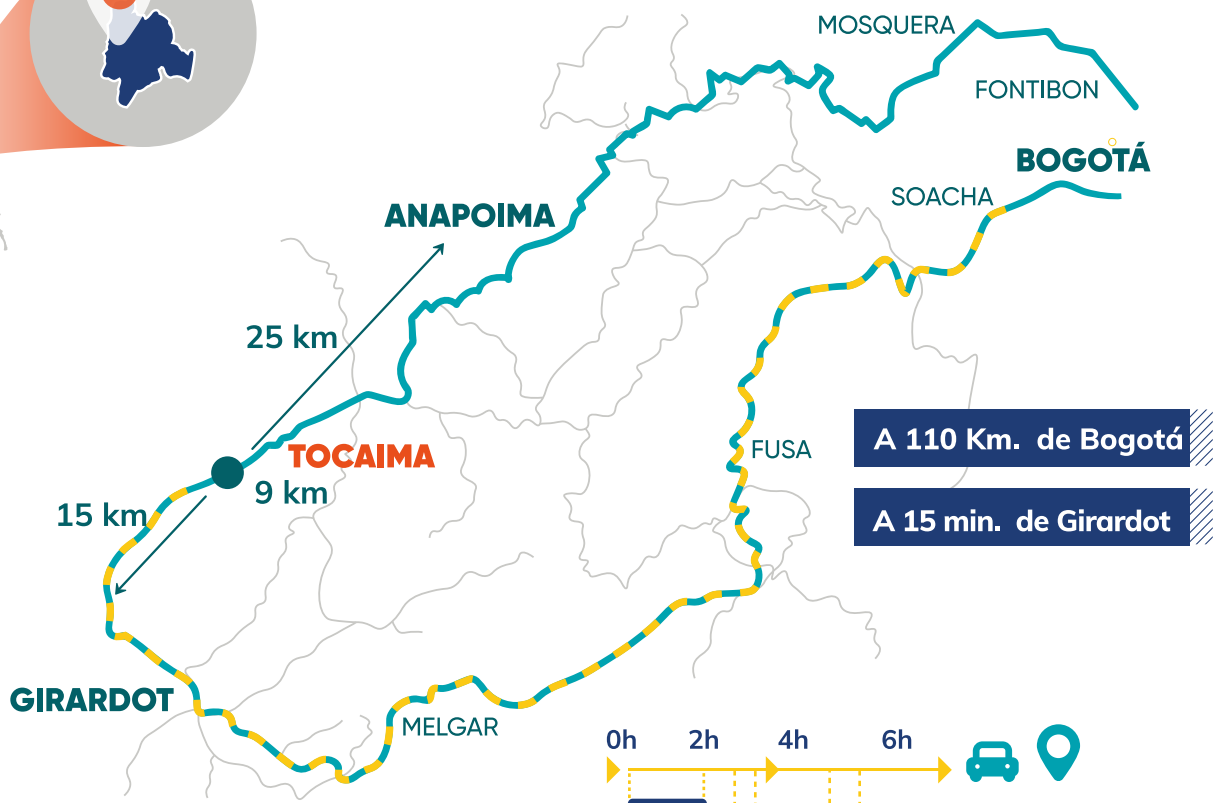 MOSQUERA
FONTIBON
BOGOTÁ
SOACHA
ANAPOIMA
25 km
TOCAIMA
9 km
15 km
FUSA
A 110 Km. de Bogotá
A 15 min. de Girardot
GIRARDOT
MELGAR
0h 2h 4h 6h